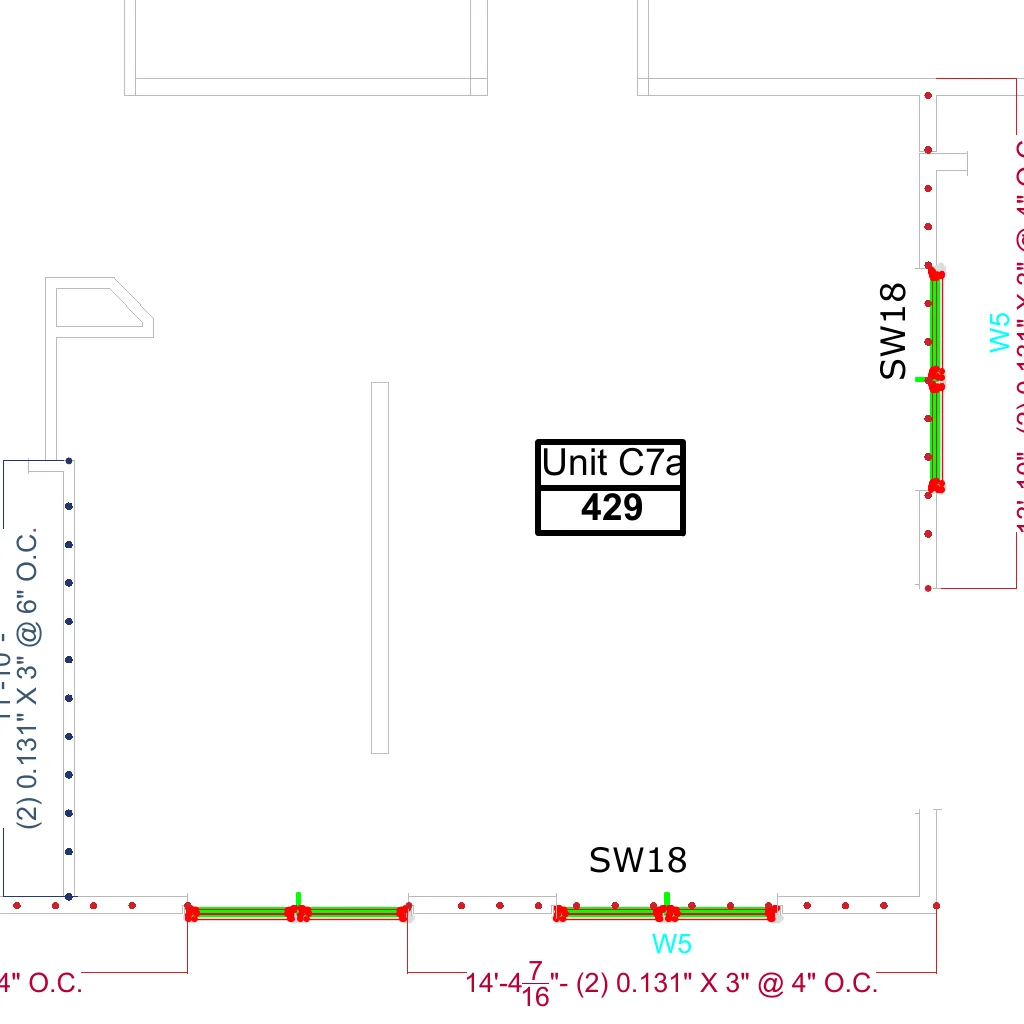 SW18
W5
Unit C7a
429
(2) 0.131" X 3" @ 6" O.C.
SW18
W5
4" O.C.
14'-4 7/16"- (2) 0.131" X 3" @ 4" O.C.